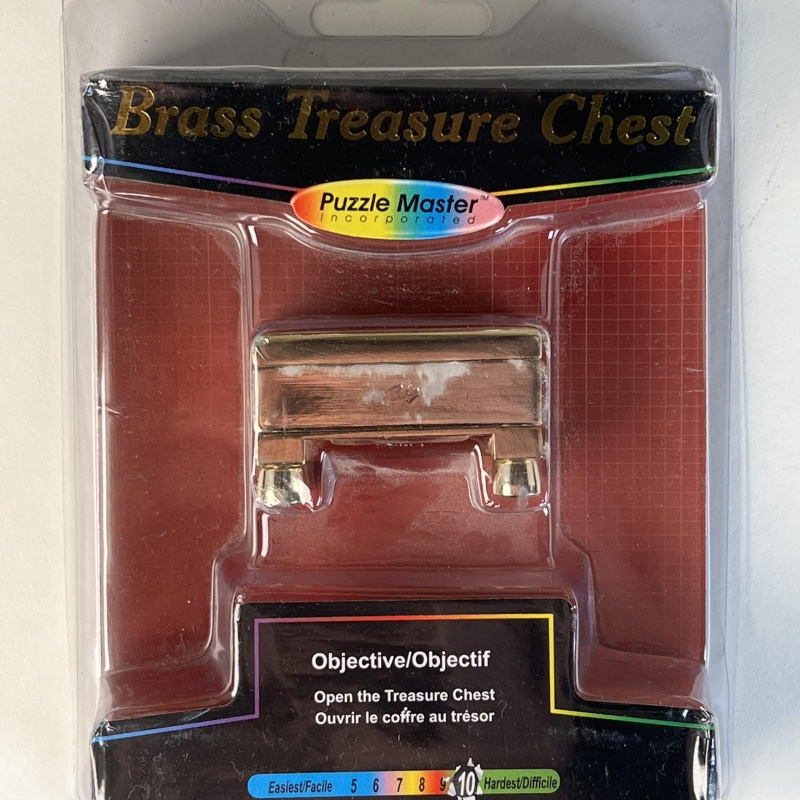 Brass Treasure Chest
Puzzle Master™
Incorporated
Objective/Objectif
Open the Treasure Chest
Ouvrir le coffre au trésor
Easiest/Facile 5 6 7 8 9 10 Hardest/Difficile